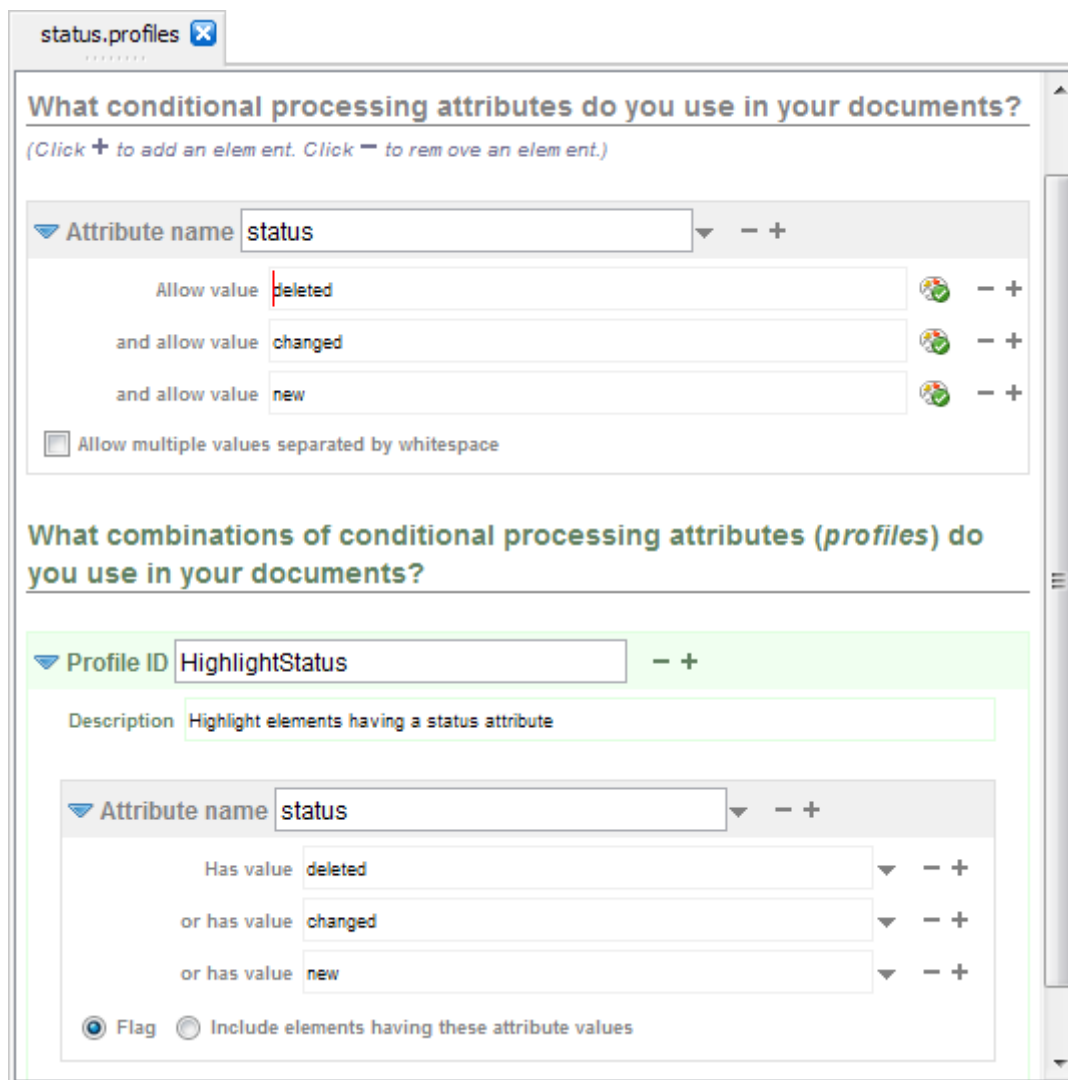 status.profiles
What conditional processing attributes do you use in your documents?
(Click + to add an element. Click − to remove an element.)
Attribute name status
Allow value deleted
and allow value changed
and allow value new
Allow multiple values separated by whitespace
What combinations of conditional processing attributes (profiles) do
you use in your documents?
Profile ID HighlightStatus
Description Highlight elements having a status attribute
Attribute name status
Has value deleted
or has value changed
or has value new
Flag Include elements having these attribute values